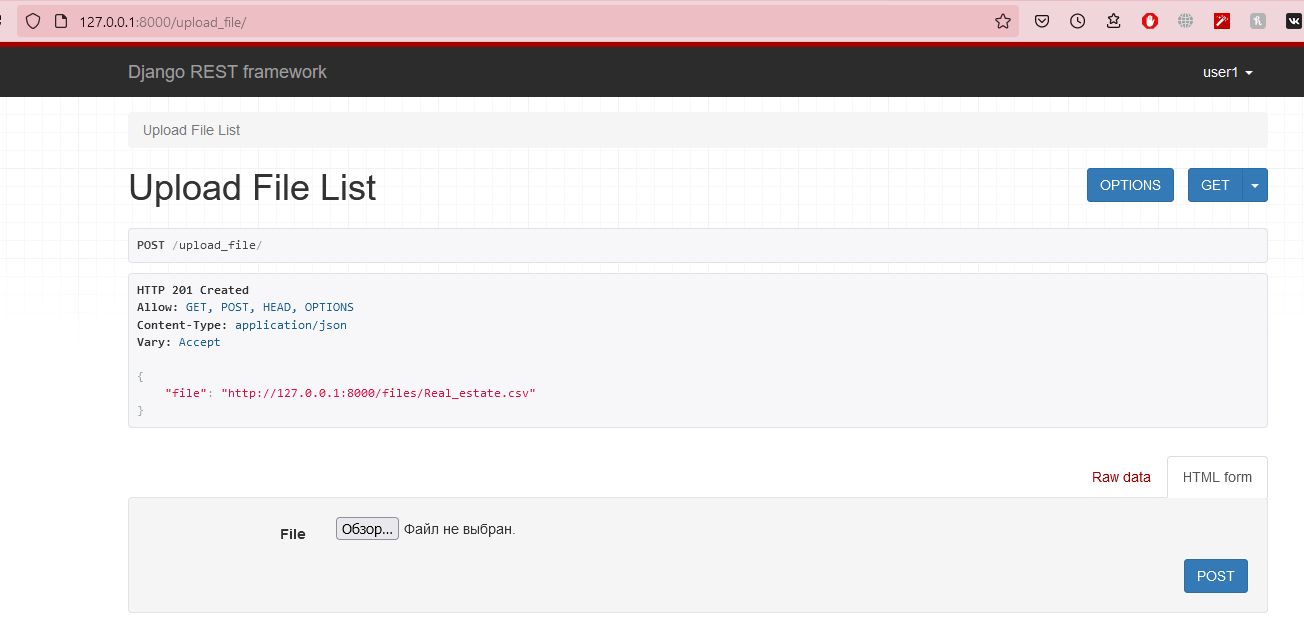 127.0.0.1:8000/upload_file/
Django REST framework
user1
Upload File List
Upload File List
OPTIONS
GET
POST /upload_file/
HTTP 201 Created
Allow: GET, POST, HEAD, OPTIONS
Content-Type: application/json
Vary: Accept
{
"file": "http://127.0.0.1:8000/files/Real_estate.csv"
}
Raw data
HTML form
File
Обзор...
Файл не выбран.
POST